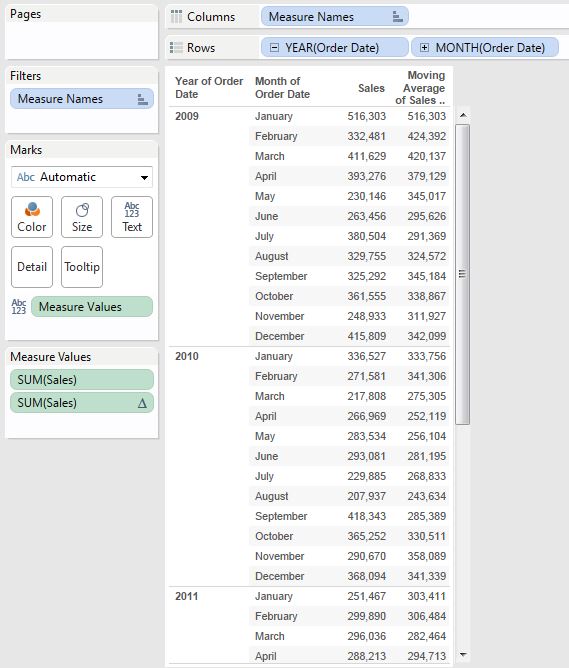 Pages
Columns Measure Names
Rows YEAR(Order Date) MONTH(Order Date)
Filters
Measure Names
Marks
Abc Automatic
Color Size Abc 123 Text
Detail Tooltip
Abc 123 Measure Values
Measure Values
SUM(Sales)
SUM(Sales) Δ
Year of Order Date Month of Order Date Sales Moving Average of Sales ..
2009 January 516,303 516,303
February 332,481 424,392
March 411,629 420,137
April 393,276 379,129
May 230,146 345,017
June 263,456 295,626
July 380,504 291,369
August 329,755 324,572
September 325,292 345,184
October 361,555 338,867
November 248,933 311,927
December 415,809 342,099
2010 January 336,527 333,756
February 271,581 341,306
March 217,808 275,305
April 266,969 252,119
May 283,534 256,104
June 293,081 281,195
July 229,885 268,833
August 207,937 243,634
September 418,343 285,389
October 365,252 330,511
November 290,670 358,089
December 368,094 341,339
2011 January 251,467 303,411
February 299,890 306,484
March 296,036 282,464
April 288,213 294,713